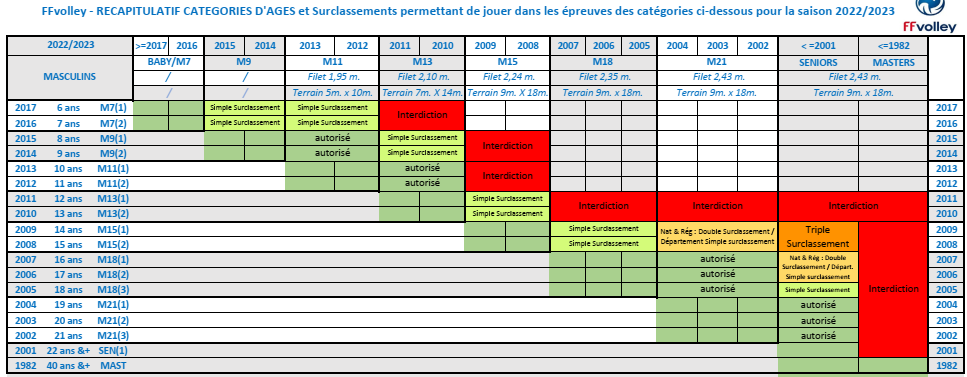 FFvolley - RECAPITULATIF CATEGORIES D'AGES et Surclassements permettant de jouer dans les épreuves des catégories ci-dessous pour la saison 2022/2023
FFvolley
2022/2023 >=2017 2016 2015 2014 2013 2012 2011 2010 2009 2008 2007 2006 2005 2004 2003 2002 < =2001 <=1982
MASCULINS
BABY/M7 M9 M11 M13 M15 M18 M21 SENIORS MASTERS
/ / Filet 1,95 m. Filet 2,10 m. Filet 2,24 m. Filet 2,35 m. Filet 2,43 m. Filet 2,43 m.
/ / Terrain 5m. x 10m. Terrain 7m. X 14m. Terrain 9m. X 18m. Terrain 9m. x 18m. Terrain 9m. x 18m. Terrain 9m. x 18m.
2017 6 ans M7(1) Simple Surclassement Simple Surclassement 2017
Interdiction
2016 7 ans M7(2) Simple Surclassement Simple Surclassement 2016
2015 8 ans M9(1) autorisé Simple Surclassement 2015
Interdiction
2014 9 ans M9(2) autorisé Simple Surclassement 2014
2013 10 ans M11(1) autorisé 2013
Interdiction
2012 11 ans M11(2) autorisé 2012
2011 12 ans M13(1) Simple Surclassement 2011
Interdiction Interdiction Interdiction
2010 13 ans M13(2) Simple Surclassement 2010
2009 14 ans M15(1) Simple Surclassement Nat & Rég : Double Surclassement / Triple 2009
2008 15 ans M15(2) Simple Surclassement Département Simple surclassement Surclassement 2008
2007 16 ans M18(1) autorisé Nat & Rég : Double 2007
Surclassement / Départ.
2006 17 ans M18(2) autorisé Simple surclassement 2006
2005 18 ans M18(3) autorisé Simple Surclassement Interdiction 2005
2004 19 ans M21(1) autorisé 2004
2003 20 ans M21(2) autorisé 2003
2002 21 ans M21(3) autorisé 2002
2001 22 ans &+ SEN(1) 2001
1982 40 ans &+ MAST 1982